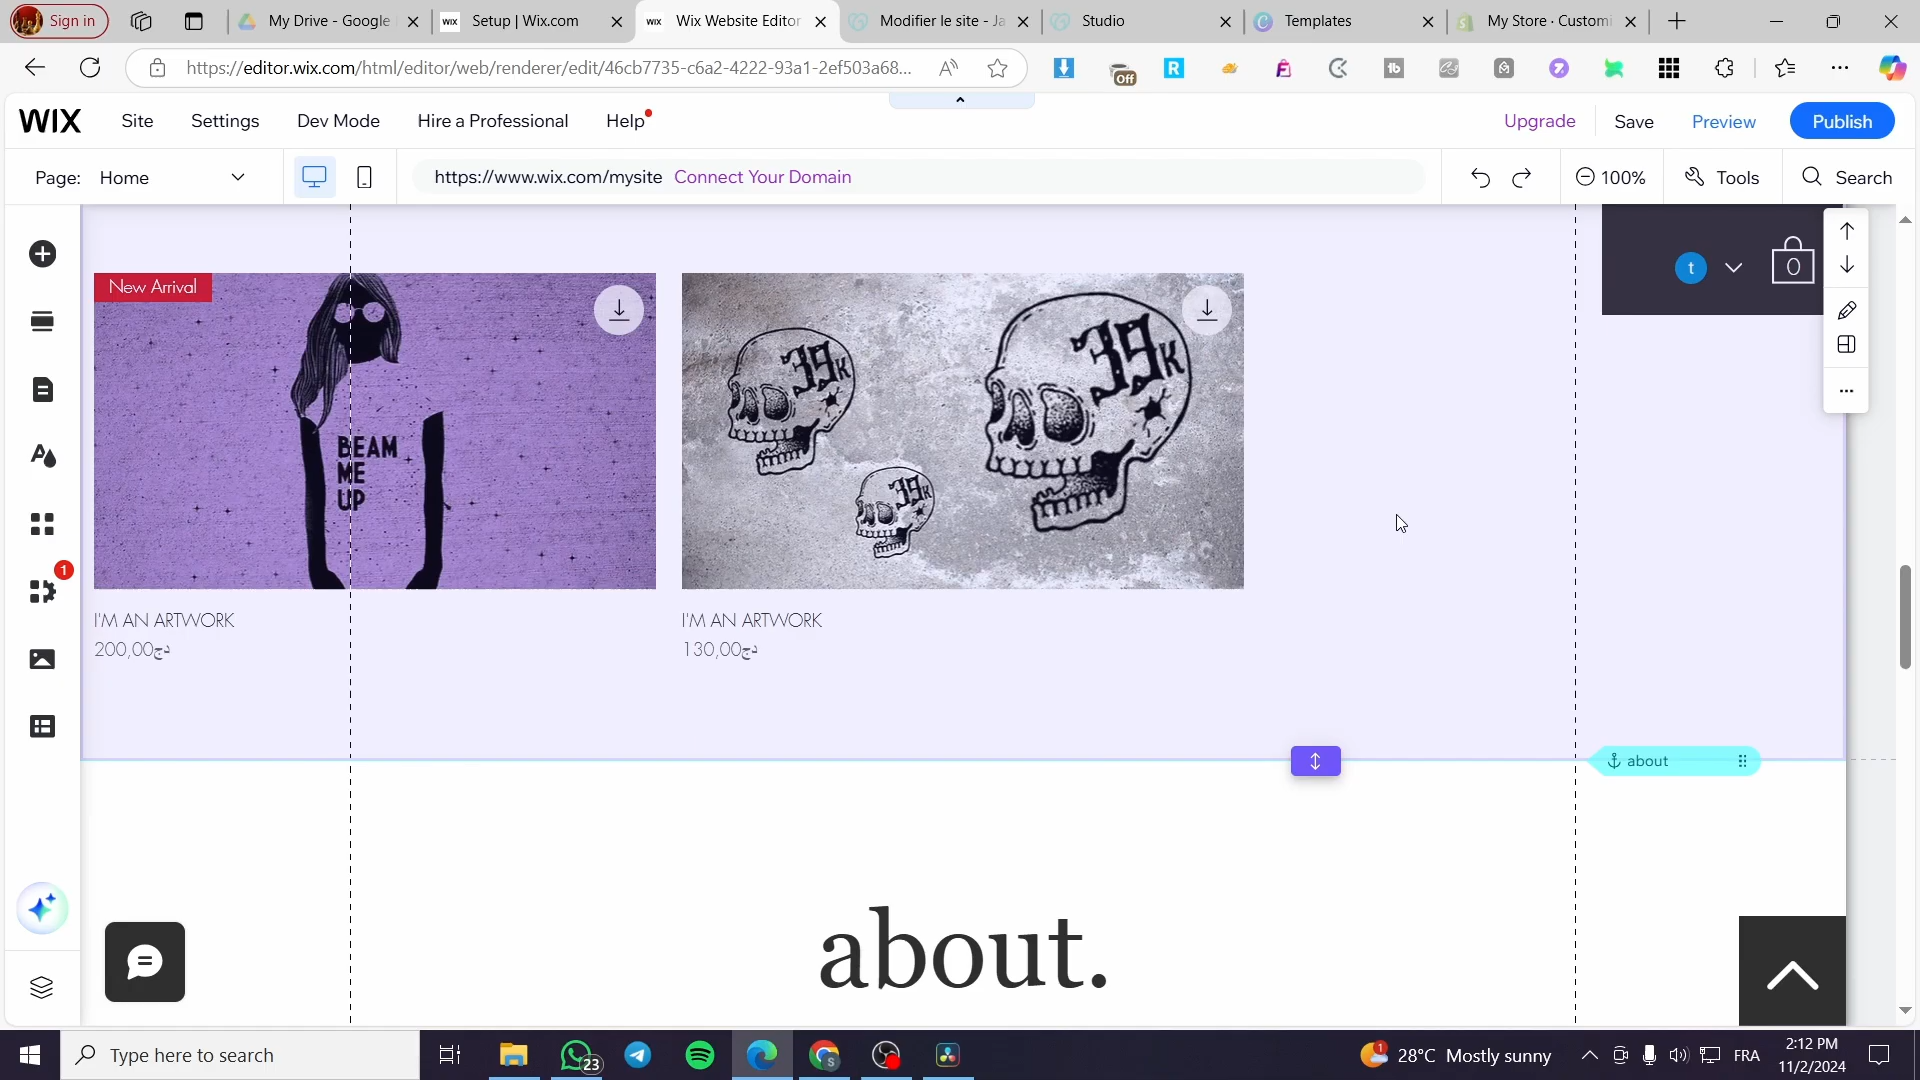 Sign in
My Drive - Google
Setup | Wix.com
Wix Website Editor
Modifier le site - Ja
Studio
Templates
My Store · Customi
https://editor.wix.com/html/editor/web/renderer/edit/46cb7735-c6a2-4222-93a1-2ef503a68...
WIX
Site
Settings
Dev Mode
Hire a Professional
Help
Upgrade
Save
Preview
Publish
Page: Home
https://www.wix.com/mysite Connect Your Domain
100%
Tools
Search
New Arrival
BEAM
ME
UP
39K
39K
39K
t
0
1
I'M AN ARTWORK
200,00دج
I'M AN ARTWORK
130,00دج
about
about.
Type here to search
23
28°C Mostly sunny
FRA
2:12 PM
11/2/2024